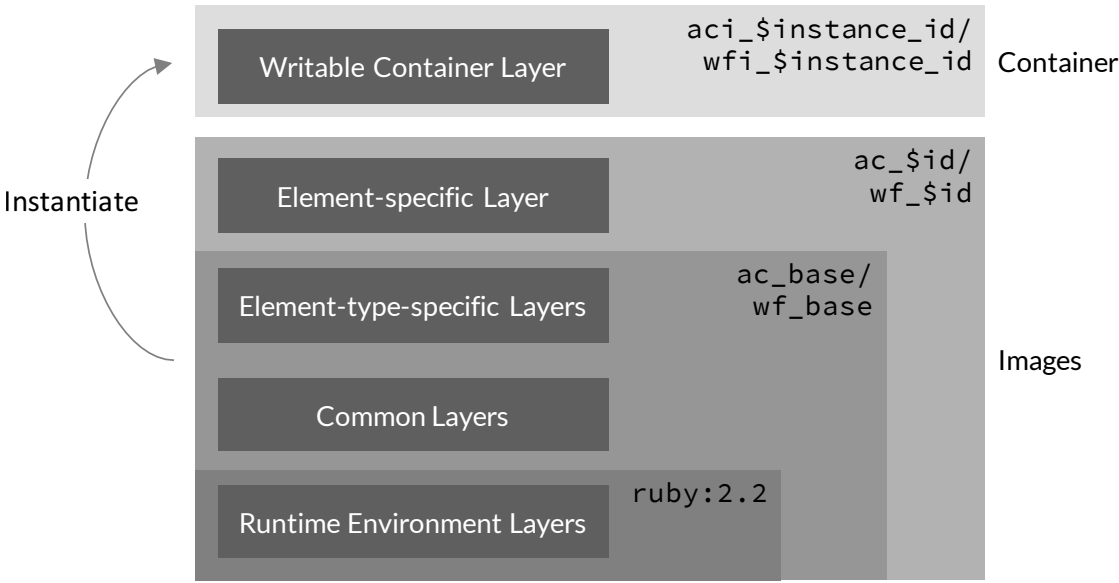 aci_$instance_id/
wfi_$instance_id
Writable Container Layer
Container
ac_$id/
wf_$id
Element-specific Layer
Instantiate
ac_base/
wf_base
Element-type-specific Layers
Images
Common Layers
ruby:2.2
Runtime Environment Layers